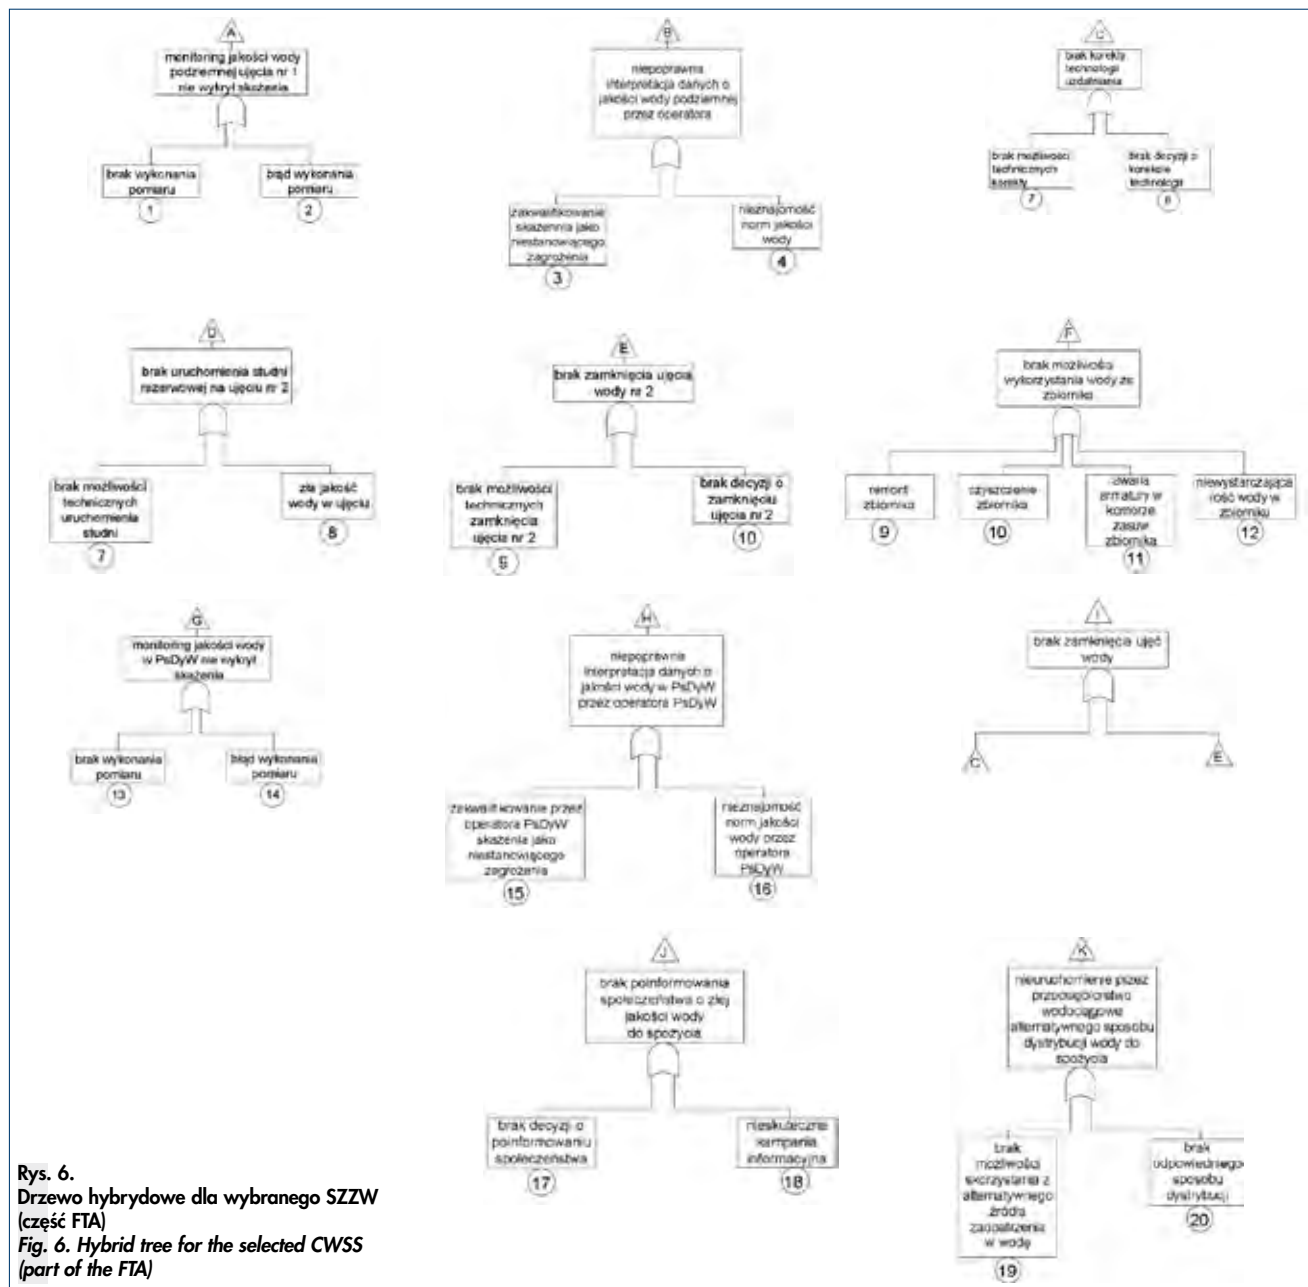 A
monitoring jakości wody
podziemnej ujęcia nr 1
nie wykrył skażenia
brak wykonania
pomiaru
1
błąd wykonania
pomiaru
2
B
niepoprawna
interpretacja danych o
jakości wody podziemnej
przez operatora
zakwalifikowanie
skażenia jako
niestanowiącego
zagrożenia
3
nieznajomość
norm jakości
wody
4
C
brak korekty
technologii
uzdatniania
brak możliwości
technicznych
korekty
brak decyzji o
korekcie
technologii
D
brak uruchomienia studni
rezerwowej na ujęciu nr 2
brak możliwości
technicznych
uruchomienia
studni
7
zła jakość
wody w ujęciu
8
E
brak zamknięcia ujęcia
wody nr 2
brak możliwości
technicznych
zamknięcia
ujęcia nr 2
brak decyzji o
zamknięciu
ujęcia nr 2
10
F
brak możliwości
wykorzystania wody ze
zbiornika
remont
zbiornika
9
czyszczenie
zbiornika
10
awaria
armatury w
komorze
zasuw
zbiornika
11
niewystarczająca
ilość wody w
zbiorniku
12
G
monitoring jakości wody
w PsDyW nie wykrył
skażenia
brak wykonania
pomiaru
13
błąd wykonania
pomiaru
14
H
niepoprawna
interpretacja danych o
jakości wody w PsDyW
przez operatora PsDyW
zakwalifikowanie przez
operatora PsDyW
skażenia jako
niestanowiącego
zagrożenia
15
nieznajomość
norm jakości
wody przez
operatora
PsDyW
16
I
brak zamknięcia ujęć
wody
C
E
J
brak poinformowania
społeczeństwa o złej
jakości wody
do spożycia
brak decyzji o
poinformowaniu
społeczeństwa
17
nieskuteczna
kampania
informacyjna
18
K
nieuruchomienie przez
przedsiębiorstwo
wodociągowe
alternatywnego sposobu
dystrybucji wody do
spożycia
brak
możliwości
skorzystania z
alternatywnego
źródła
zaopatrzenia
w wodę
19
brak
odpowiedniego
sposobu
dystrybucji
20
Rys. 6.
Drzewo hybrydowe dla wybranego SZZW
(część FTA)
Fig. 6. Hybrid tree for the selected CWSS
(part of the FTA)